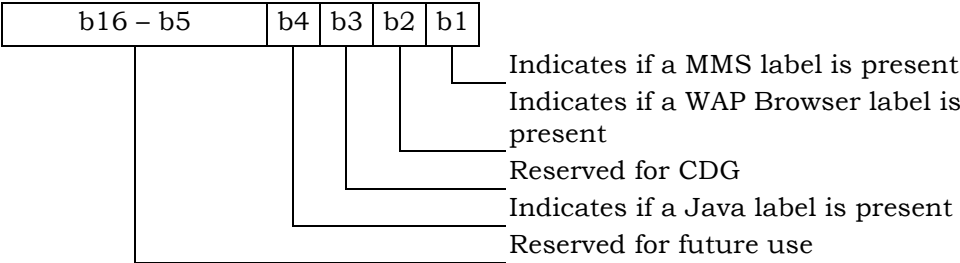 b16 – b5 b4 b3 b2 b1
Indicates if a MMS label is present
Indicates if a WAP Browser label is
present
Reserved for CDG
Indicates if a Java label is present
Reserved for future use